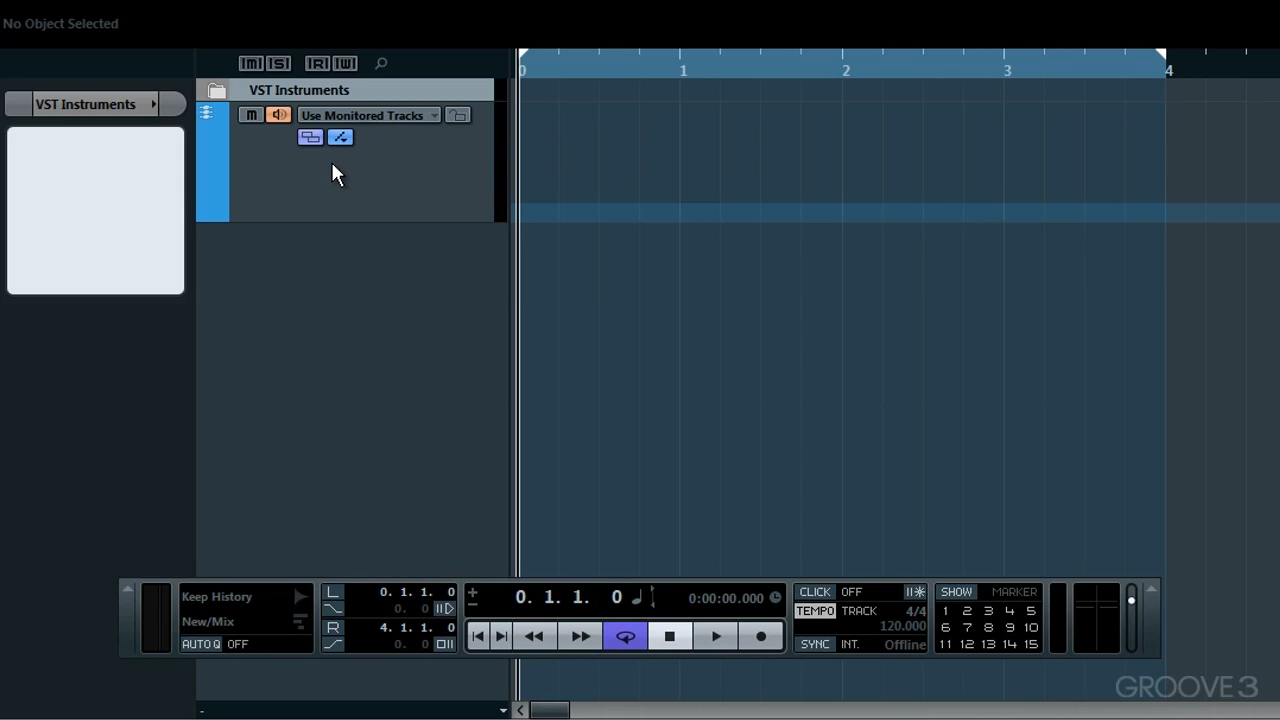 No Object Selected
M S R W
0 1 2 3 4
VST Instruments
VST Instruments
m Use Monitored Tracks
Keep History
New/Mix
AUTO Q OFF
L 0. 1. 1. 0
0. 0
R 4. 1. 1. 0
0. 0
0. 1. 1. 0
0:00:00.000
CLICK OFF
TEMPO TRACK 4/4
120.000
SYNC INT. Offline
SHOW MARKER
1 2 3 4 5
6 7 8 9 10
11 12 13 14 15
GROOVE 3